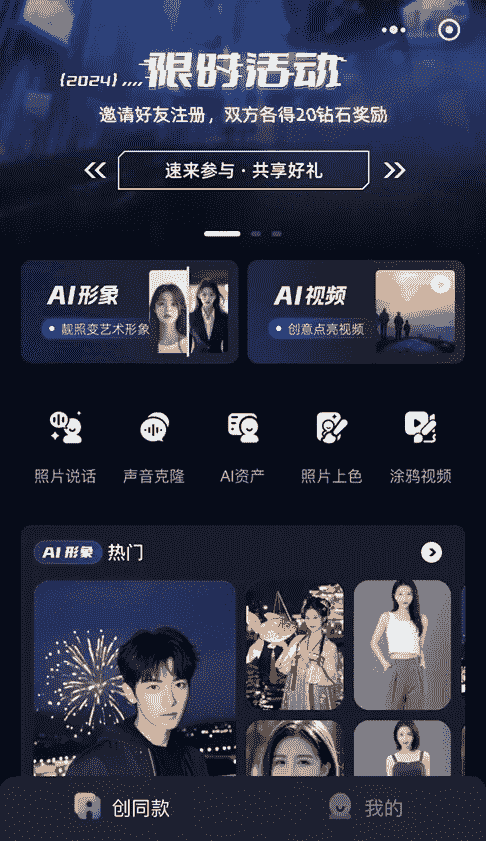 {2024}....限时活动
邀请好友注册，双方各得20钻石奖励
速来参与·共享好礼
AI形象
靓照变艺术形象
AI视频
创意点亮视频
照片说话
声音克隆
AI资产
照片上色
涂鸦视频
AI形象 热门
创同款
我的